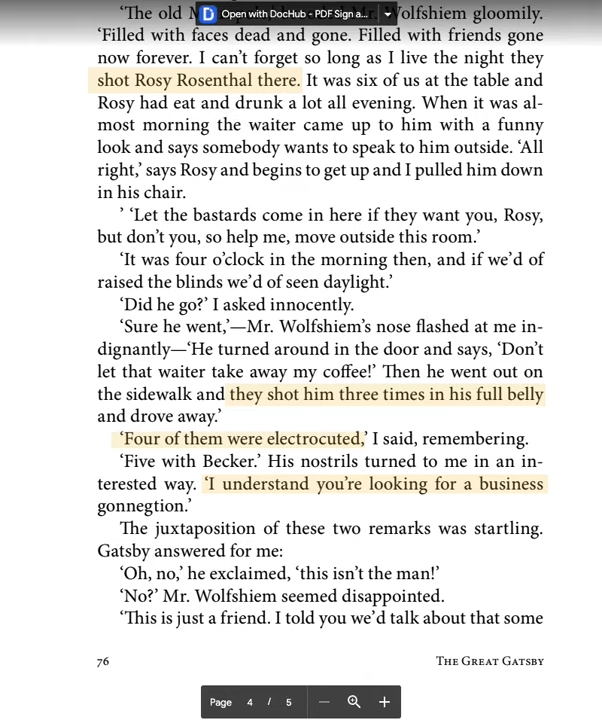 ‘The old M Mr. Wolfshiem gloomily.
Open with DocHub - PDF Sign a...
‘Filled with faces dead and gone. Filled with friends gone
now forever. I can’t forget so long as I live the night they
shot Rosy Rosenthal there. It was six of us at the table and
Rosy had eat and drunk a lot all evening. When it was al-
most morning the waiter came up to him with a funny
look and says somebody wants to speak to him outside. ‘All
right,’ says Rosy and begins to get up and I pulled him down
in his chair.
’ ‘Let the bastards come in here if they want you, Rosy,
but don’t you, so help me, move outside this room.’
‘It was four o’clock in the morning then, and if we’d of
raised the blinds we’d of seen daylight.’
‘Did he go?’ I asked innocently.
‘Sure he went,’—Mr. Wolfshiem’s nose flashed at me in-
dignantly—‘He turned around in the door and says, ‘Don’t
let that waiter take away my coffee!’ Then he went out on
the sidewalk and they shot him three times in his full belly
and drove away.’
‘Four of them were electrocuted,’ I said, remembering.
‘Five with Becker.’ His nostrils turned to me in an in-
terested way. ‘I understand you’re looking for a business
gonnegtion.’
The juxtaposition of these two remarks was startling.
Gatsby answered for me:
‘Oh, no,’ he exclaimed, ‘this isn’t the man!’
‘No?’ Mr. Wolfshiem seemed disappointed.
‘This is just a friend. I told you we’d talk about that some
76 The Great Gatsby
Page 4 / 5